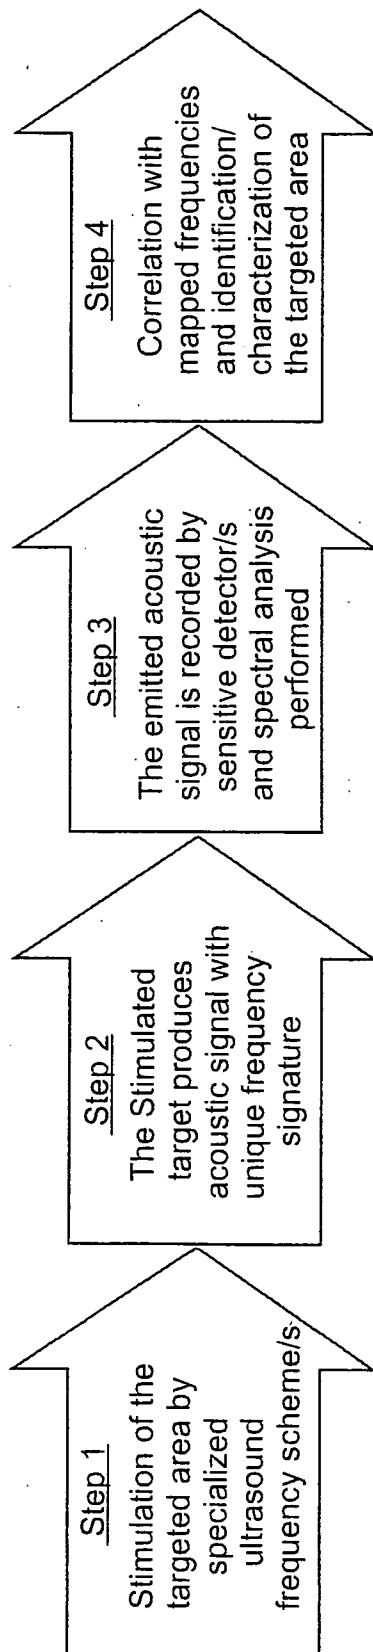 Step 1
Stimulation of the
targeted area by
specialized
ultrasound
frequency scheme/s
Step 2
The Stimulated
target produces
acoustic signal with
unique frequency
signature
Step 3
The emitted acoustic
signal is recorded by
sensitive detector/s
and spectral analysis
performed
Step 4
Correlation with
mapped frequencies
and identification/
characterization of
the targeted area